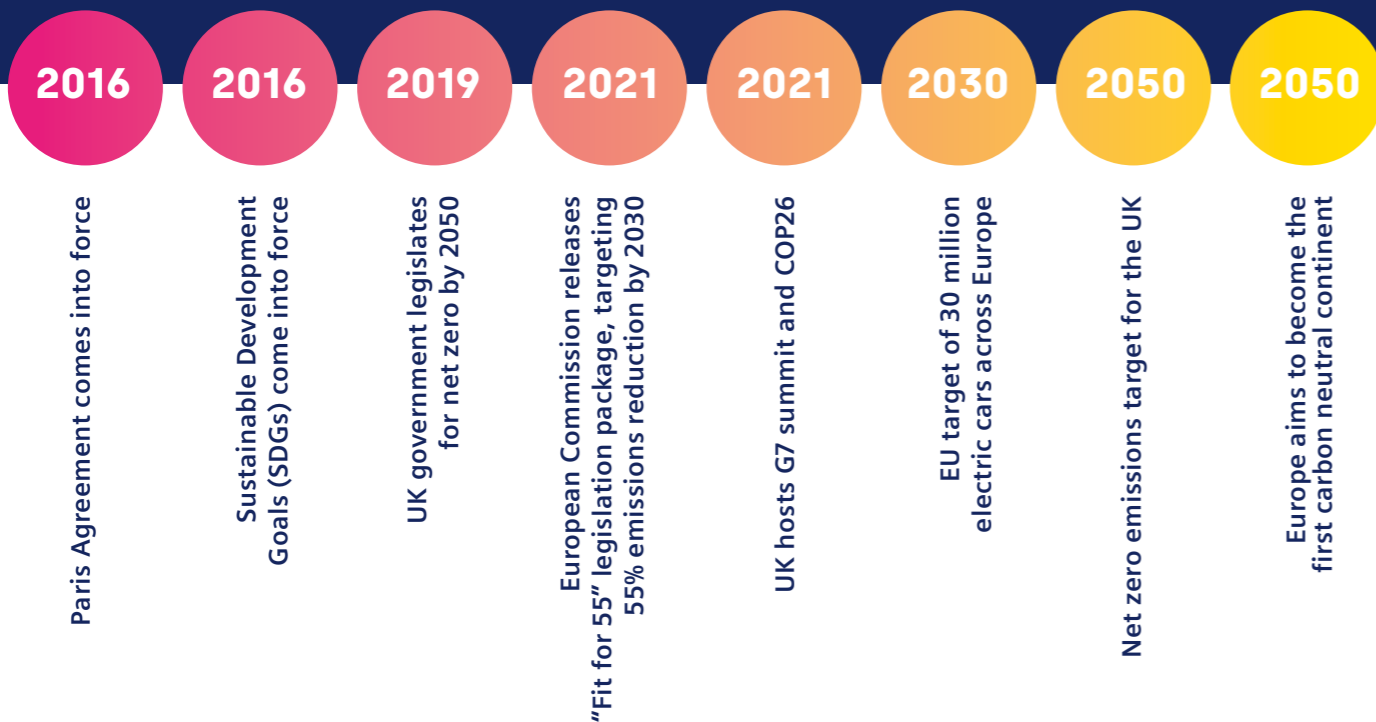 2016
2016
2019
2021
2021
2030
2050
2050
Paris Agreement comes into force
Sustainable Development
Goals (SDGs) come into force
UK government legislates
for net zero by 2050
European Commission releases
“Fit for 55” legislation package, targeting
55% emissions reduction by 2030
UK hosts G7 summit and COP26
EU target of 30 million
electric cars across Europe
Net zero emissions target for the UK
Europe aims to become the
first carbon neutral continent